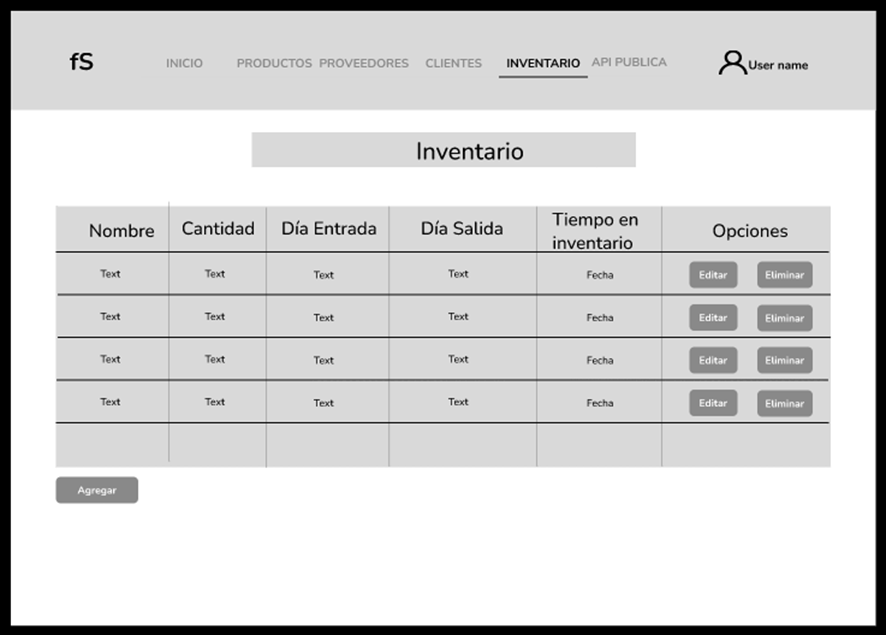 fS INICIO PRODUCTOS PROVEEDORES CLIENTES INVENTARIO API PUBLICA User name
Inventario
Nombre Cantidad Día Entrada Día Salida Tiempo en inventario Opciones
Text Text Text Text Fecha Editar Eliminar
Text Text Text Text Fecha Editar Eliminar
Text Text Text Text Fecha Editar Eliminar
Text Text Text Text Fecha Editar Eliminar
Agregar